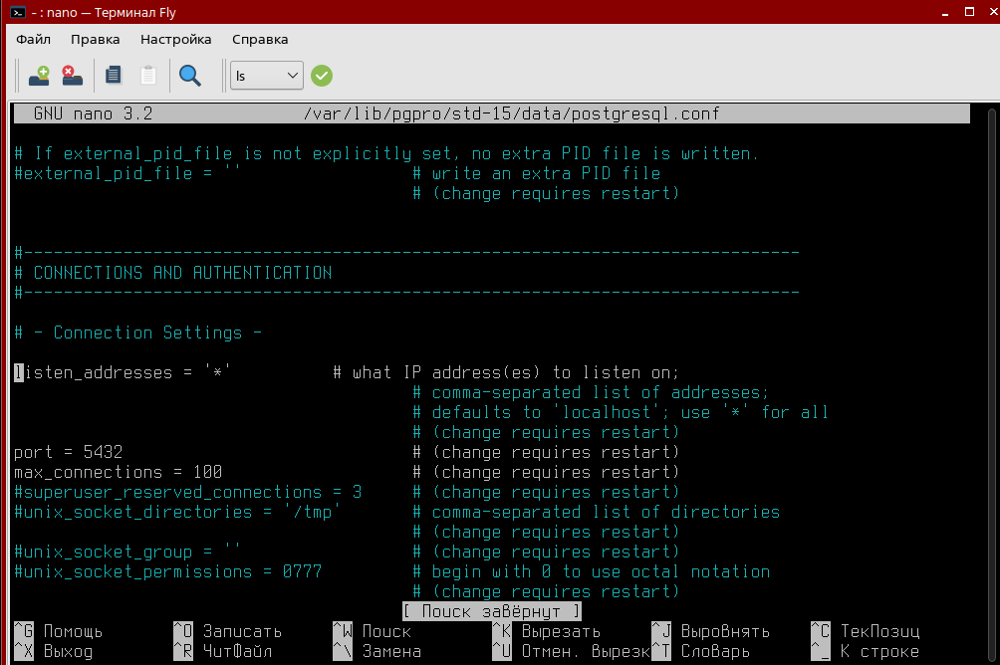 - : nano — Терминал Fly
Файл Правка Настройка Справка
ls
GNU nano 3.2 /var/lib/pgpro/std-15/data/postgresql.conf
# If external_pid_file is not explicitly set, no extra PID file is written.
#external_pid_file = '' # write an extra PID file
# (change requires restart)
#------------------------------------------------------------------------------
# CONNECTIONS AND AUTHENTICATION
#------------------------------------------------------------------------------
# - Connection Settings -
listen_addresses = '*' # what IP address(es) to listen on;
# comma-separated list of addresses;
# defaults to 'localhost'; use '*' for all
# (change requires restart)
port = 5432 # (change requires restart)
max_connections = 100 # (change requires restart)
#superuser_reserved_connections = 3 # (change requires restart)
#unix_socket_directories = '/tmp' # comma-separated list of directories
# (change requires restart)
#unix_socket_group = '' # (change requires restart)
#unix_socket_permissions = 0777 # begin with 0 to use octal notation
# (change requires restart)
[ Поиск завёрнут ]
^G Помощь ^O Записать ^W Поиск ^K Вырезать ^J Выровнять ^C ТекПозиц
^X Выход ^R ЧитФайл ^\ Замена ^U Отмен. Вырезк ^T Словарь ^_ К строке